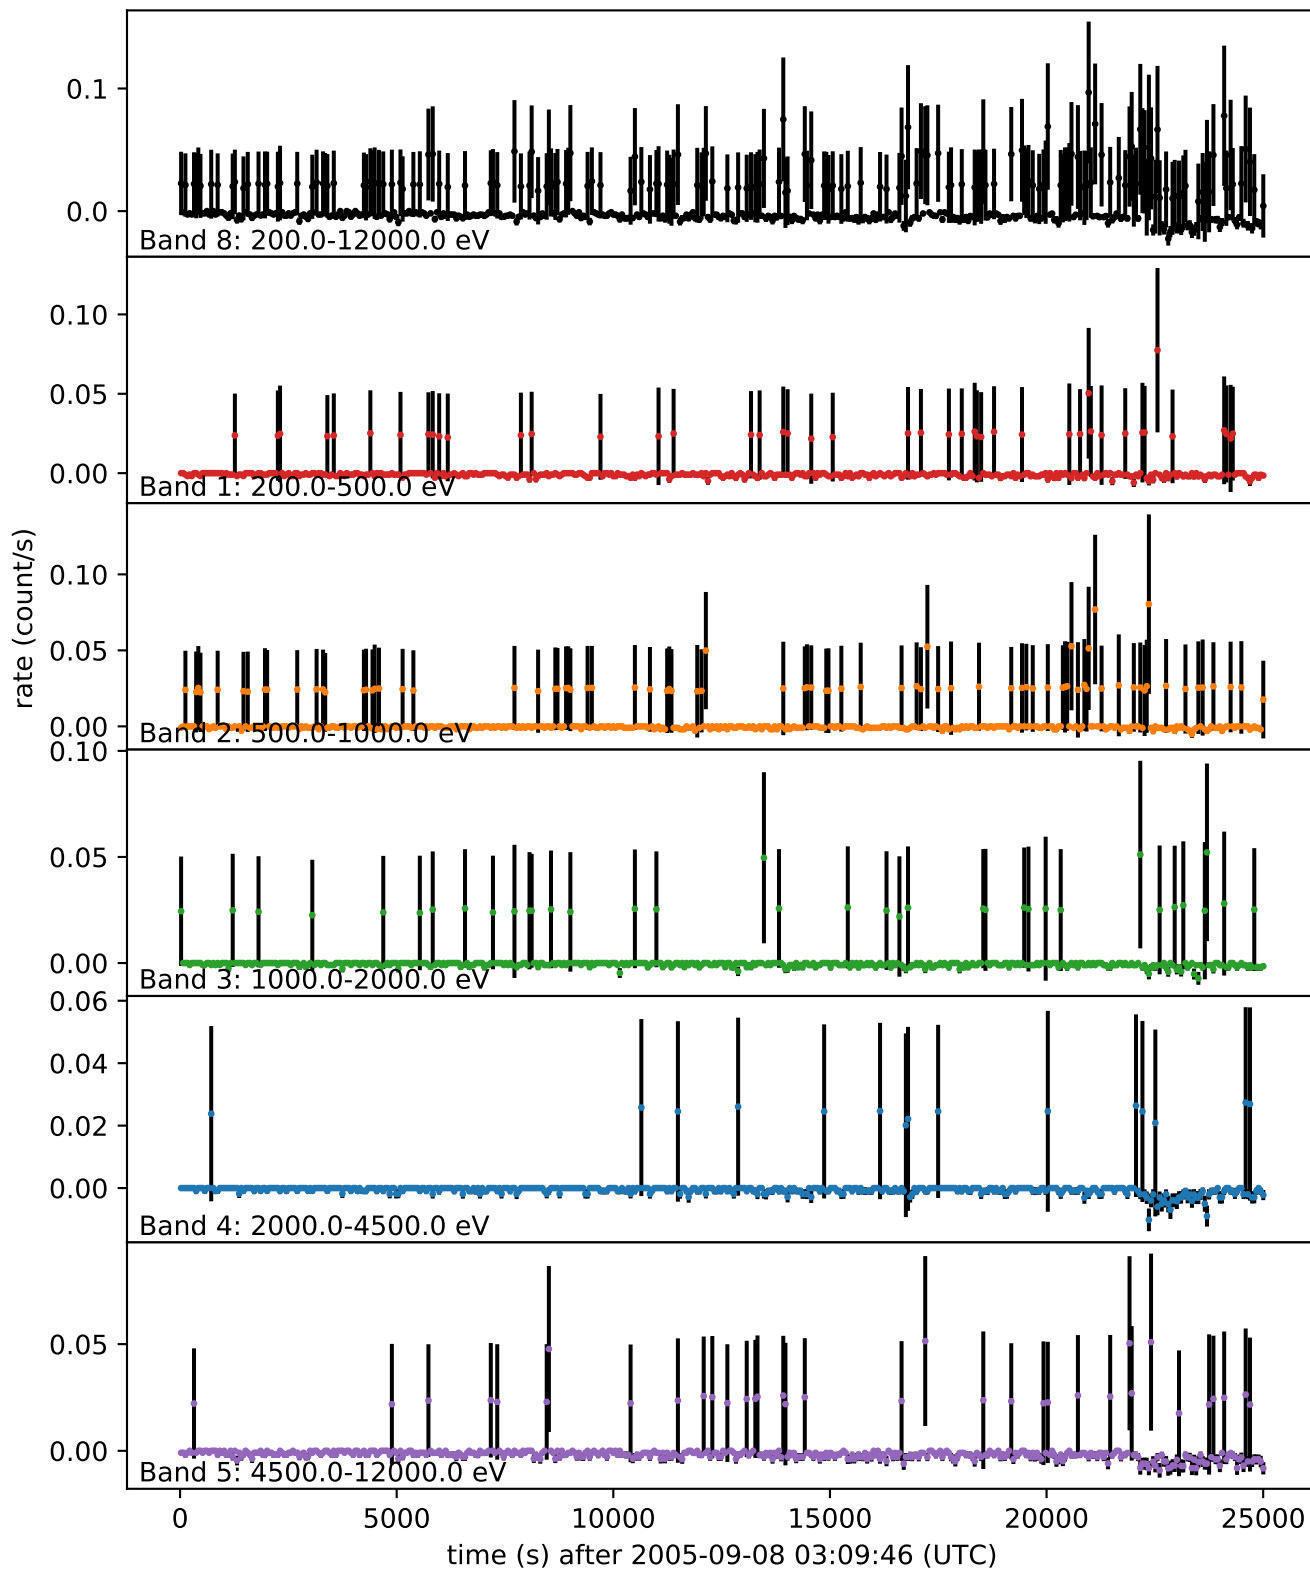 0.1
0.0
Band 8: 200.0-12000.0 eV
0.10
0.05
0.00
Band 1: 200.0-500.0 eV
rate (count/s)
0.10
0.05
0.00
Band 2: 500.0-1000.0 eV
0.10
0.05
0.00
Band 3: 1000.0-2000.0 eV
0.06
0.04
0.02
0.00
Band 4: 2000.0-4500.0 eV
0.05
0.00
Band 5: 4500.0-12000.0 eV
0 5000 10000 15000 20000 25000
time (s) after 2005-09-08 03:09:46 (UTC)